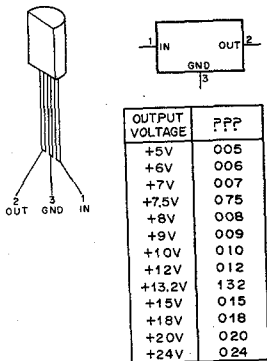 1 IN OUT 2
GND
3
2 3 1
OUT GND IN
OUTPUT VOLTAGE ???
+5V 005
+6V 006
+7V 007
+7.5V 075
+8V 008
+9V 009
+10V 010
+12V 012
+13.2V 132
+15V 015
+18V 018
+20V 020
+24V 024